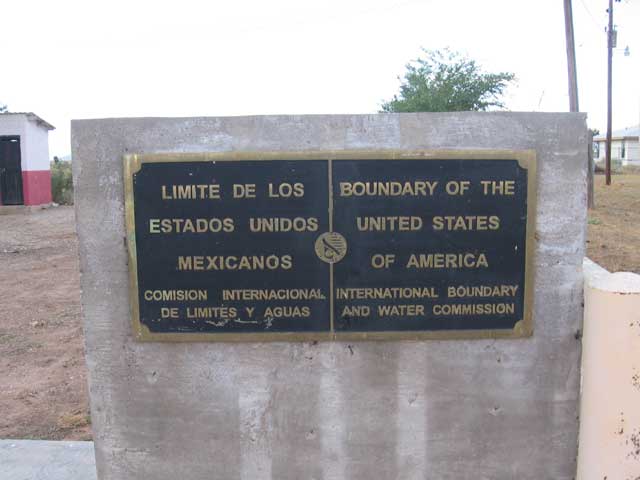 LIMITE DE LOS
ESTADOS UNIDOS
MEXICANOS
COMISION INTERNACIONAL
DE LIMITES Y AGUAS
BOUNDARY OF THE
UNITED STATES
OF AMERICA
INTERNATIONAL BOUNDARY
AND WATER COMMISSION